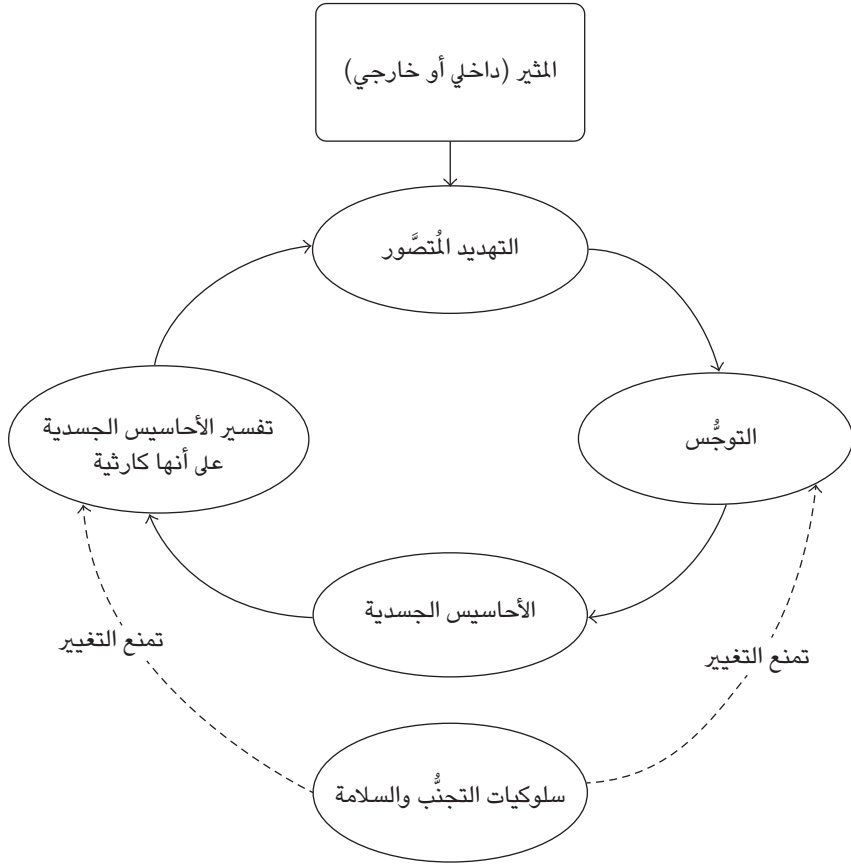 المثير (داخلي أو خارجي)
التهديد المُتصَّور
تفسير الأحاسيس الجسدية
على أنها كارثية
التوجُّس
الأحاسيس الجسدية
تمنع التغيير
تمنع التغيير
سلوكيات التجنُّب والسلامة